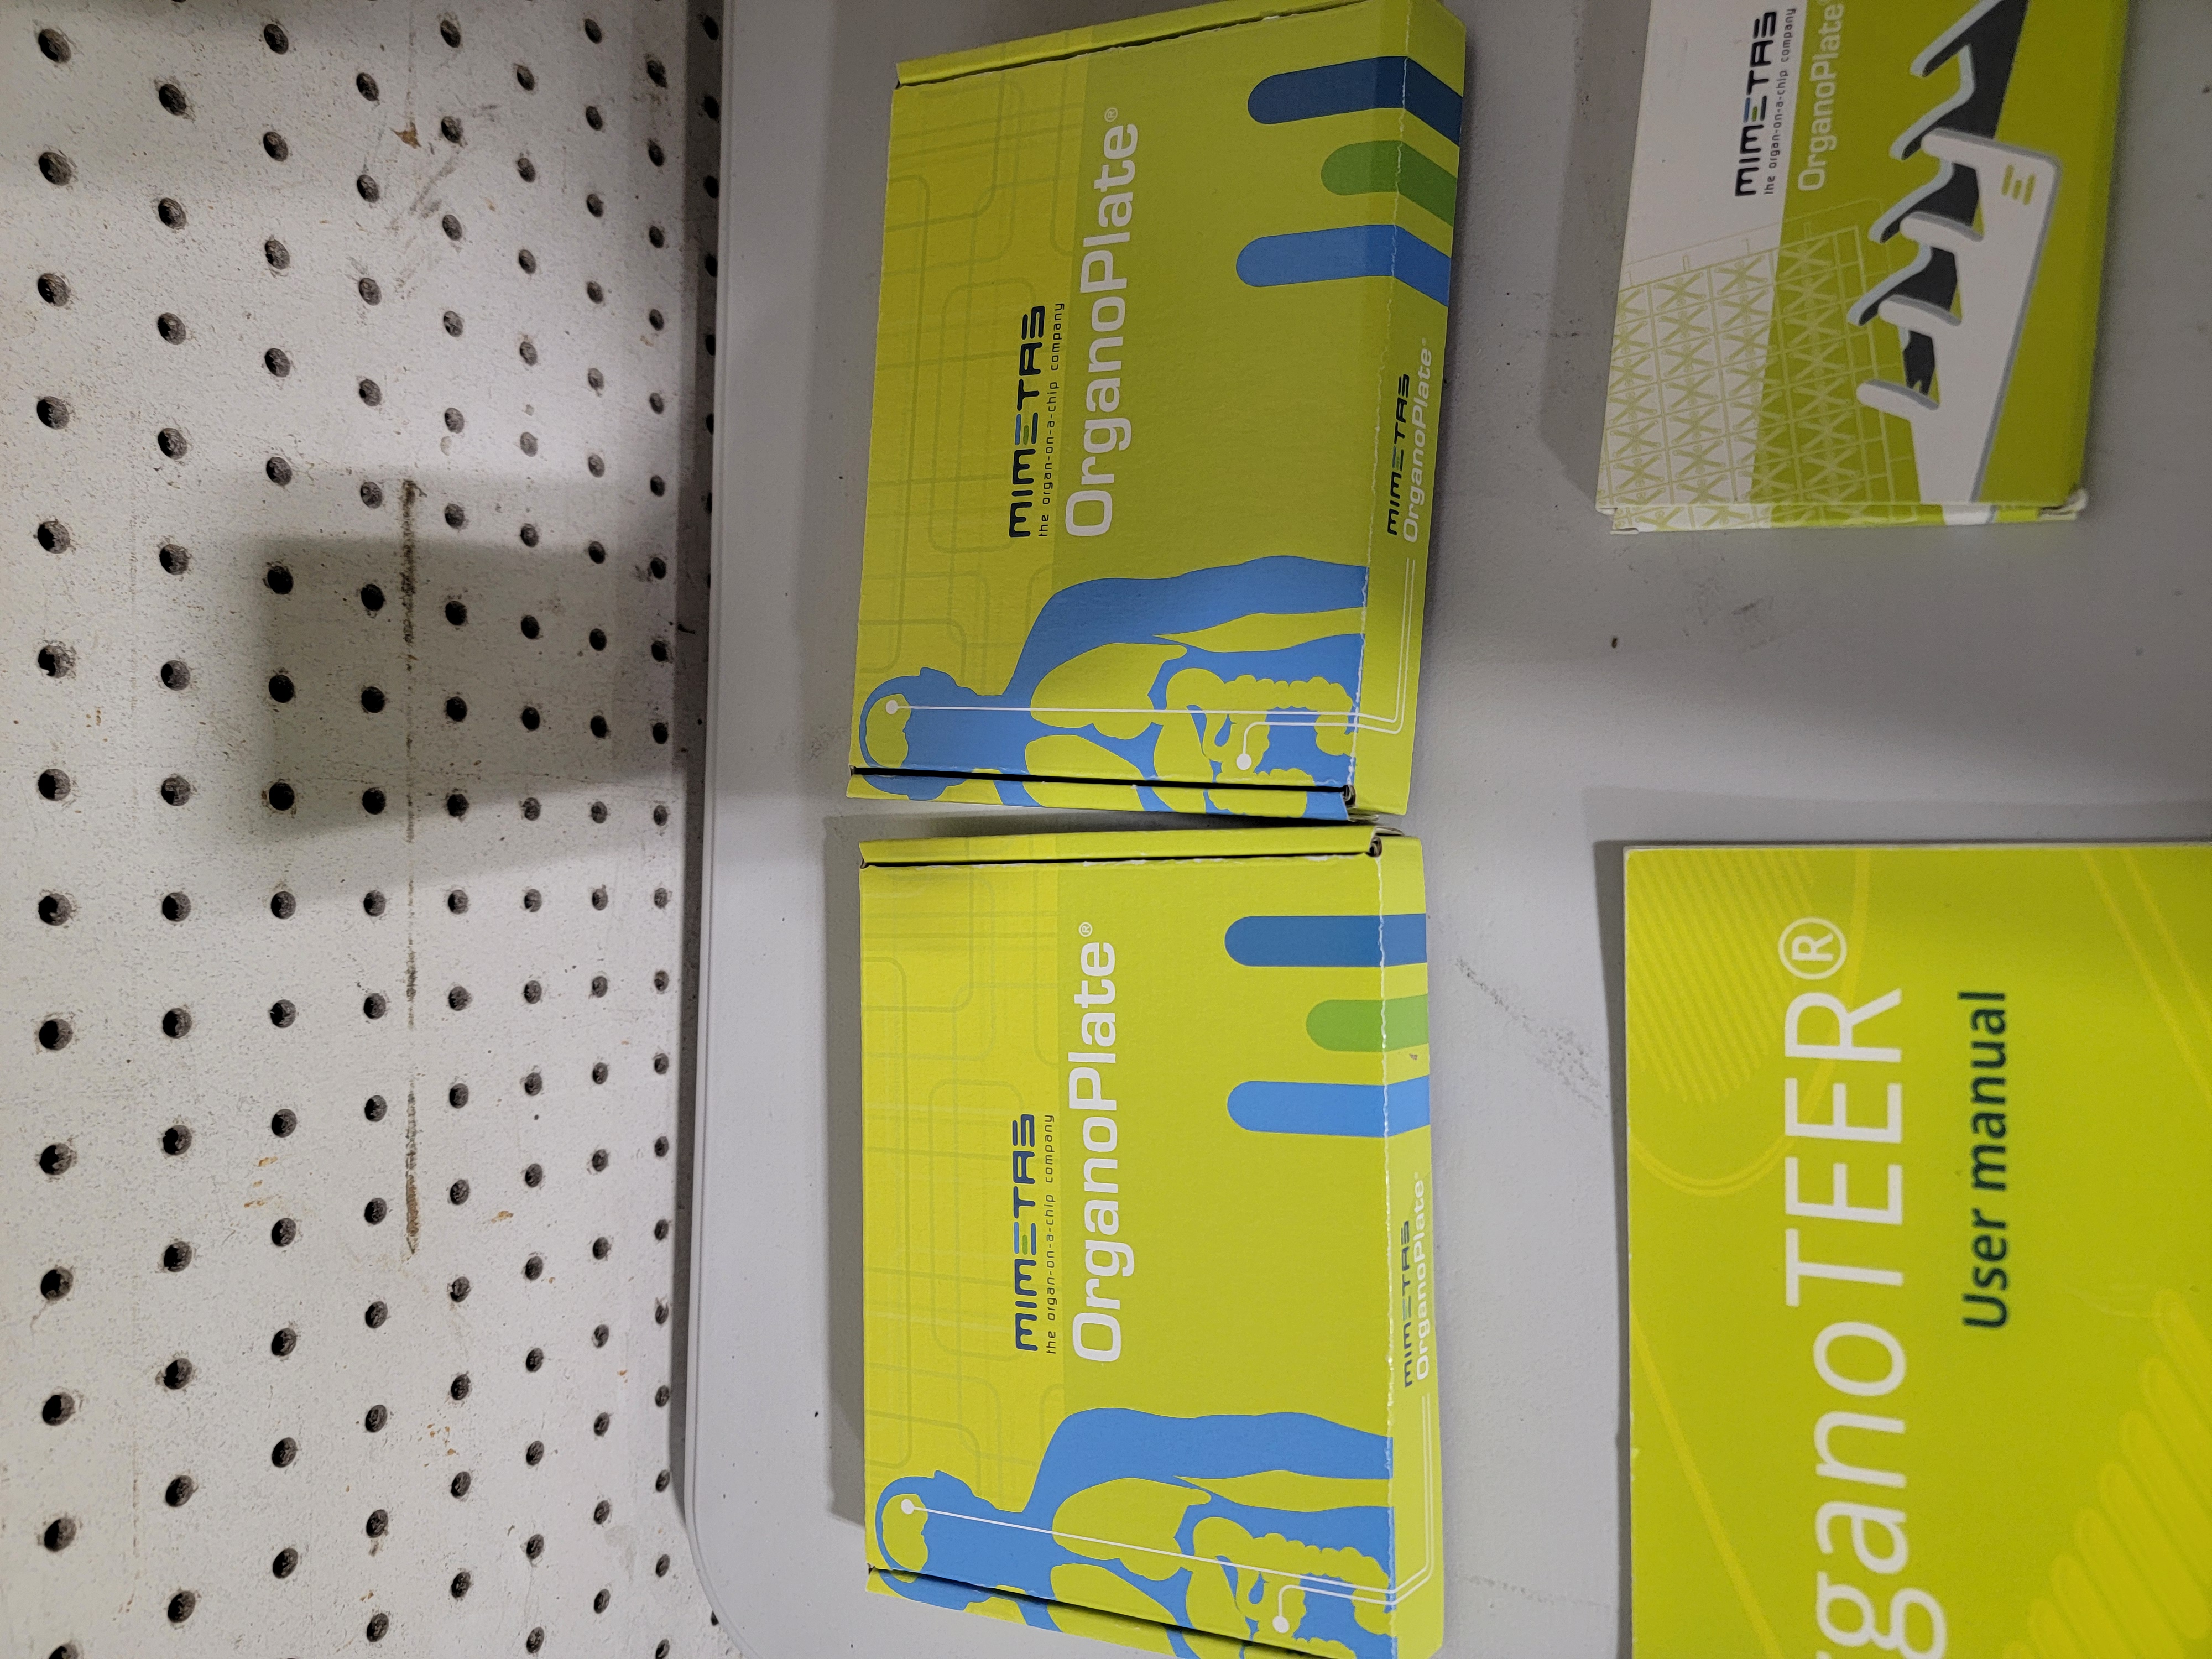 MIMETAS
the organ-on-a-chip company
OrganoPlate®
MIMETAS
OrganoPlate®
MIMETAS
the organ-on-a-chip company
OrganoPlate®
MIMETAS
OrganoPlate®
rganoTEER®
User manual
MIMETAS
the organ-on-a-chip company
OrganoPlate®